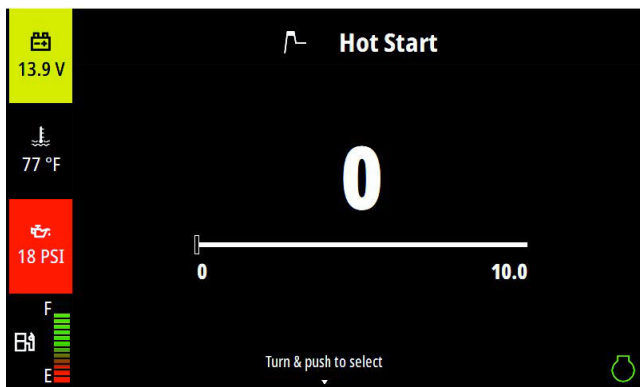 13.9 V
Hot Start
77 °F
0
18 PSI
0 10.0
F
E
Turn & push to select